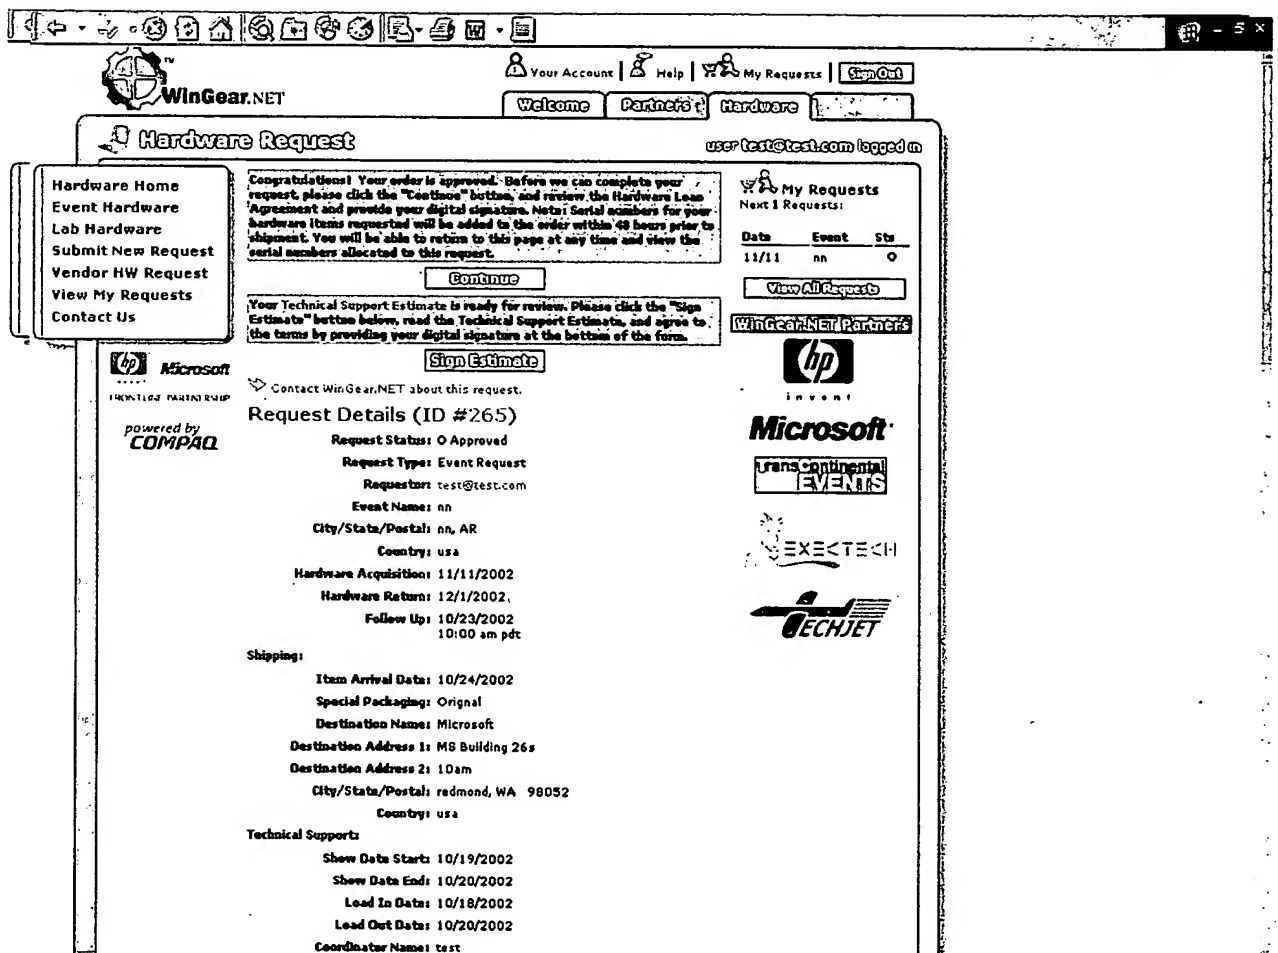 TM
WinGear.NET
Your Account | Help | My Requests | Sign Out
Welcome
Partners
Hardware
Hardware Request
user test@test.com logged in
Hardware Home
Event Hardware
Lab Hardware
Submit New Request
Vendor HW Request
View My Requests
Contact Us
hp Microsoft
FRONTLINE PARTNERSHIP
powered by
COMPAQ
Congratulations! Your order is approved. Before we can complete your
request, please click the "Continue" button, and review the Hardware Loan
Agreement and provide your digital signature. Note: Serial numbers for your
hardware items requested will be added to the order within 48 hours prior to
shipment. You will be able to return to this page at any time and view the
serial numbers allocated to this request.
Continue
Your Technical Support Estimate is ready for review. Please click the "Sign
Estimate" button below, read the Technical Support Estimate, and agree to
the terms by providing your digital signature at the bottom of the form.
Sign Estimate
Contact WinGear.NET about this request.
Request Details (ID #265)
Request Status: O Approved
Request Type: Event Request
Requestor: test@test.com
Event Name: nn
City/State/Postal: nn, AR
Country: usa
Hardware Acquisition: 11/11/2002
Hardware Return: 12/1/2002
Follow Up: 10/23/2002
10:00 am pdt
Shipping:
Item Arrival Date: 10/24/2002
Special Packaging: Orignal
Destination Name: Microsoft
Destination Address 1: MS Building 26s
Destination Address 2: 10am
City/State/Postal: redmond, WA 98052
Country: usa
Technical Support:
Show Date Start: 10/19/2002
Show Date End: 10/20/2002
Load In Date: 10/18/2002
Load Out Date: 10/20/2002
Coordinator Name: test
My Requests
Next 1 Requests:
Date Event Sts
11/11 nn O
View All Requests
WinGear.NET Partners
hp
invent
Microsoft
Transcontinental
EVENTS
EXECTECH
TECHJET